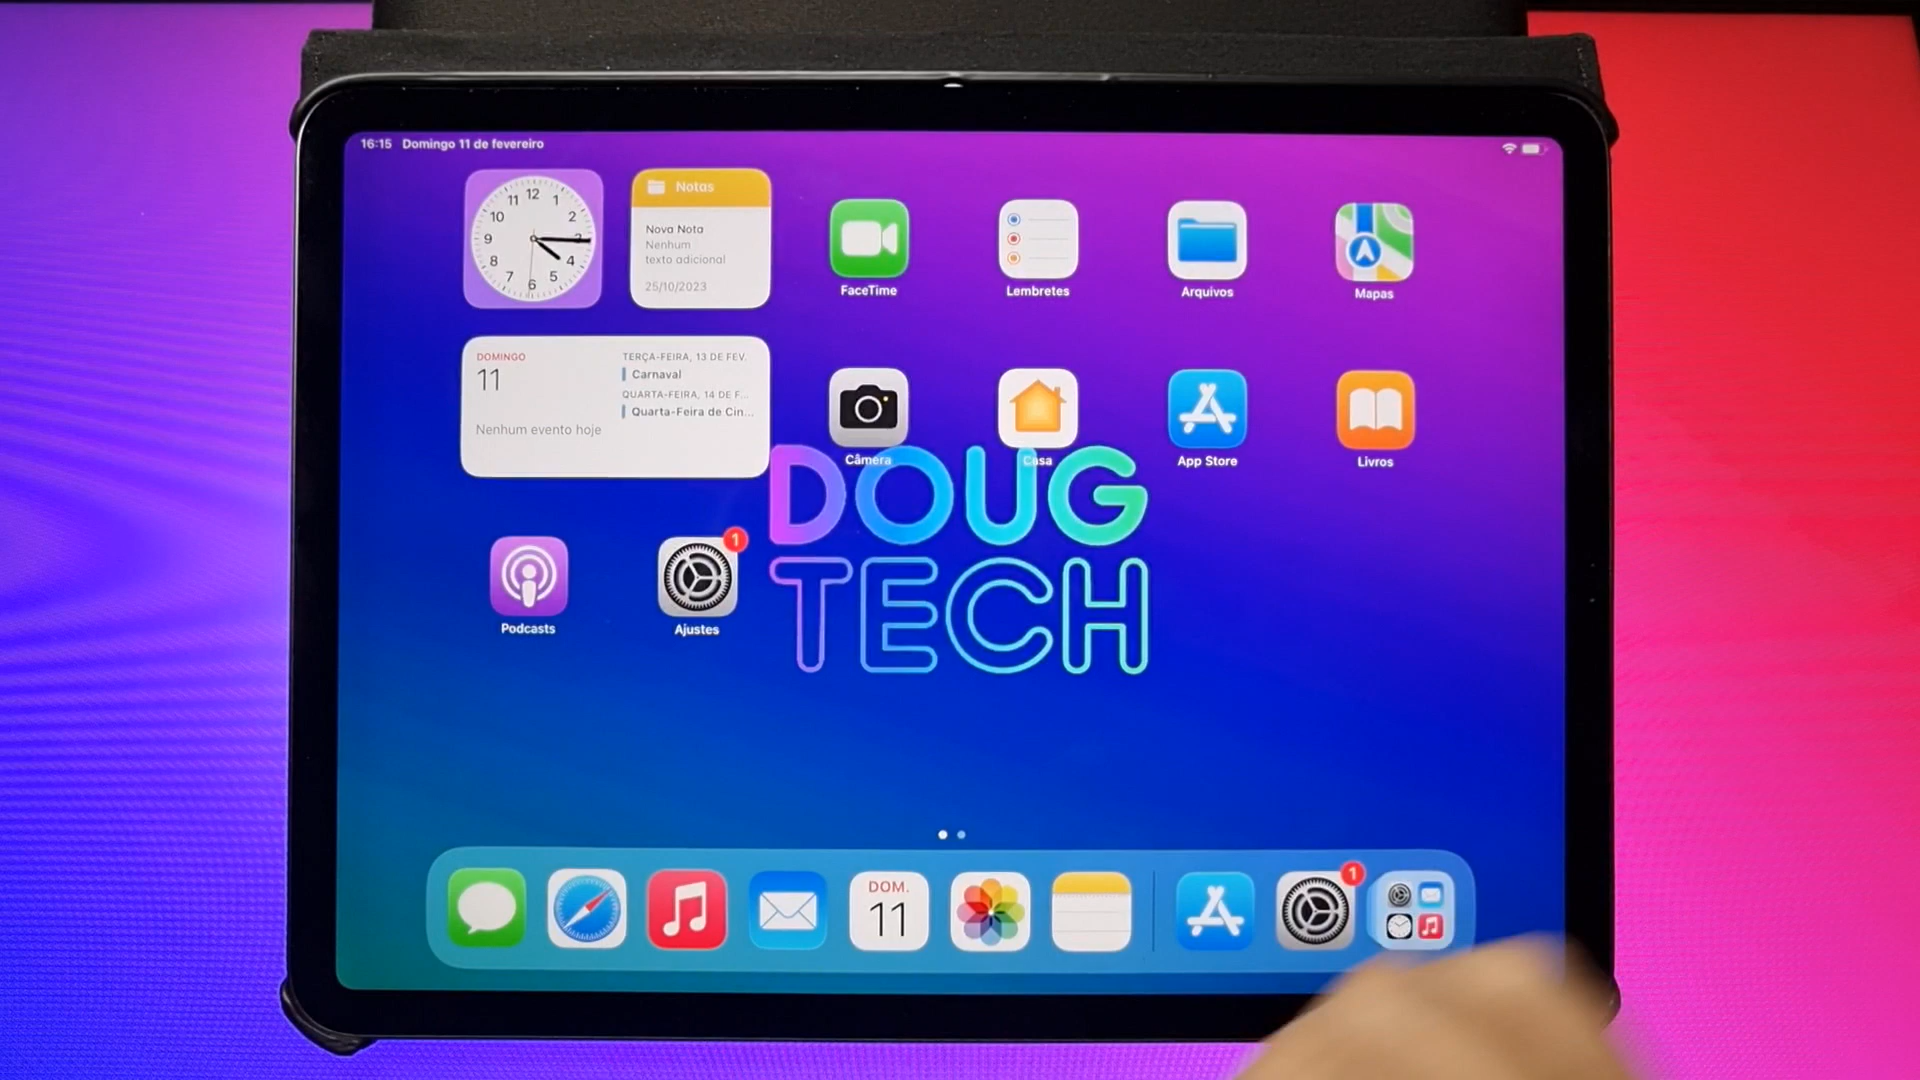 16:15 Domingo 11 de fevereiro
12
11
1
10
2
9
3
8
4
7
5
6
Notas
Nova Nota
Nenhum
texto adicional
25/10/2023
FaceTime
Lembretes
Arquivos
Mapas
DOMINGO
11
Nenhum evento hoje
TERÇA-FEIRA, 13 DE FEV.
Carnaval
QUARTA-FEIRA, 14 DE F...
Quarta-Feira de Cin...
Câmera
Casa
App Store
Livros
DOUG
TECH
1
Podcasts
Ajustes
DOM.
11
1